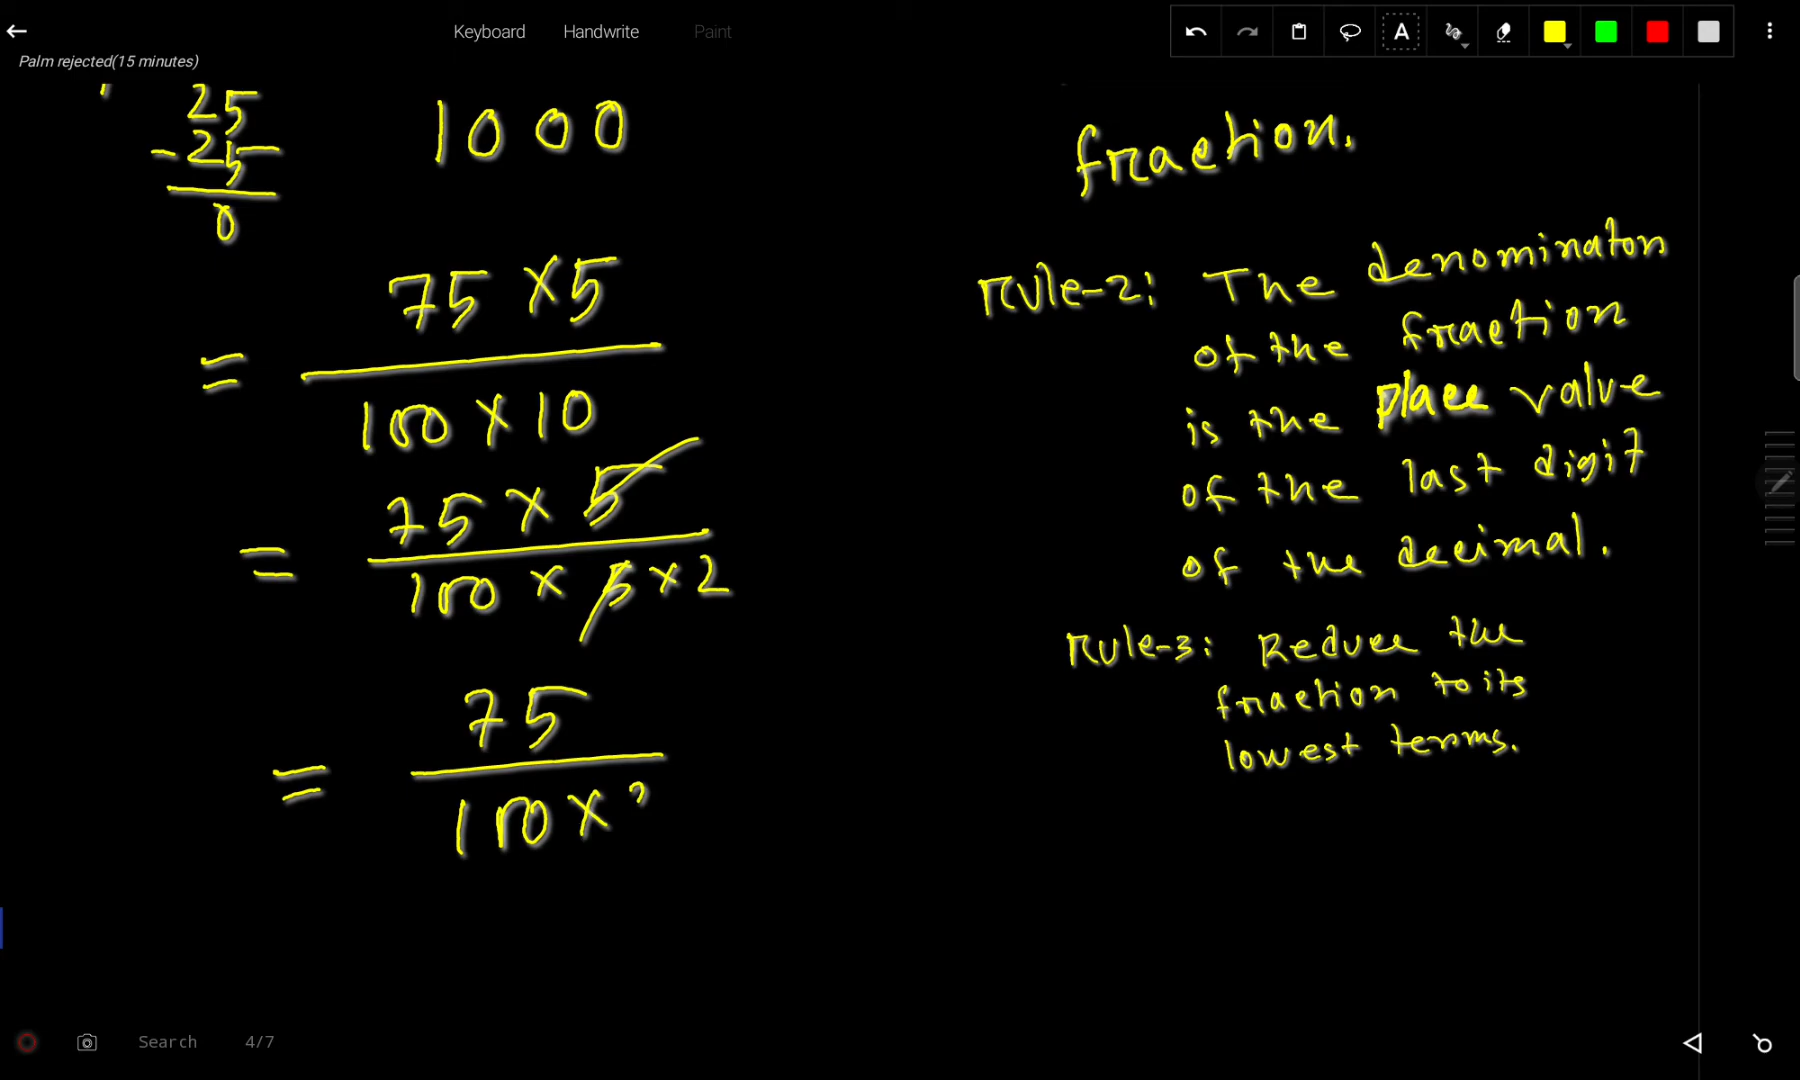 Keyboard Handwrite Paint
Palm rejected(15 minutes)
25
- 25
0
1000
75 × 5
=
100 × 10
75 × 5
=
100 × 5 × 2
75
=
100 ×
fraction.
Rule-2: The denominator
of the fraction
is the place value
of the last digit
of the decimal.
Rule-3: Reduce the
fraction to its
lowest terms.
A
Search 4/7